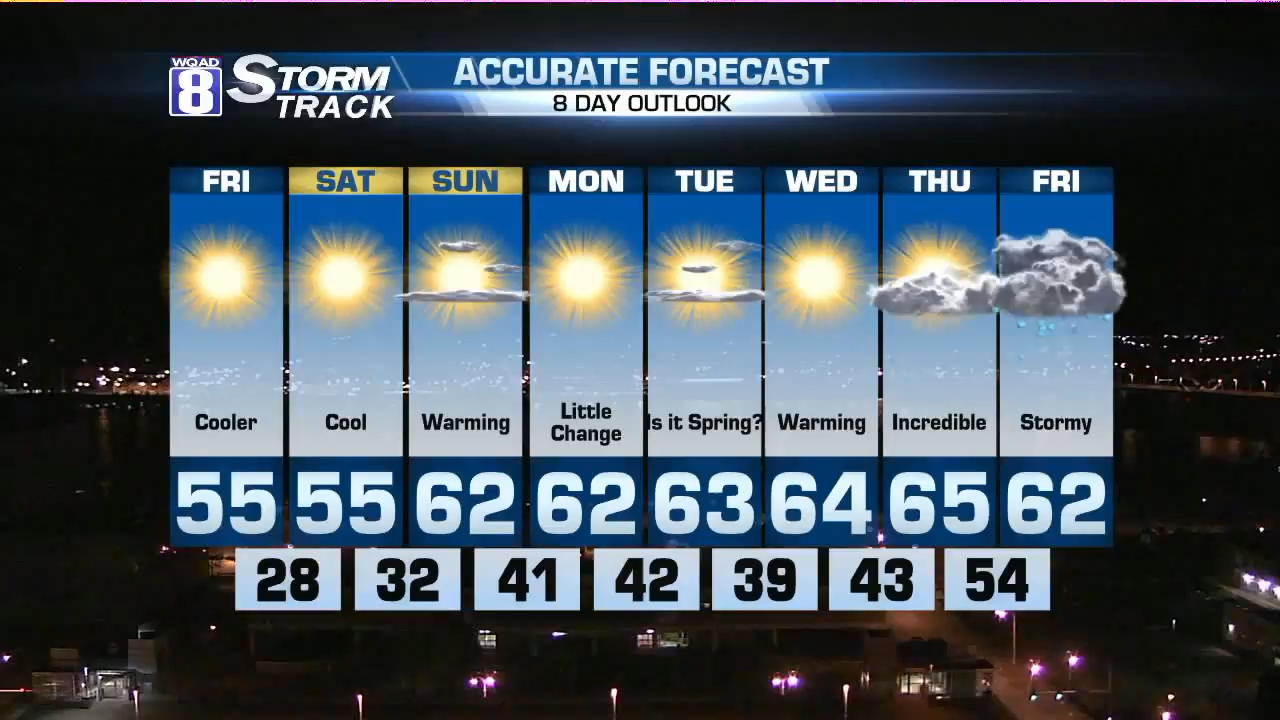 WQAD
8
STORM
TRACK
ACCURATE FORECAST
8 DAY OUTLOOK
FRI SAT SUN MON TUE WED THU FRI
Cooler Cool Warming Little Change Is it Spring? Warming Incredible Stormy
55 55 62 62 63 64 65 62
28 32 41 42 39 43 54